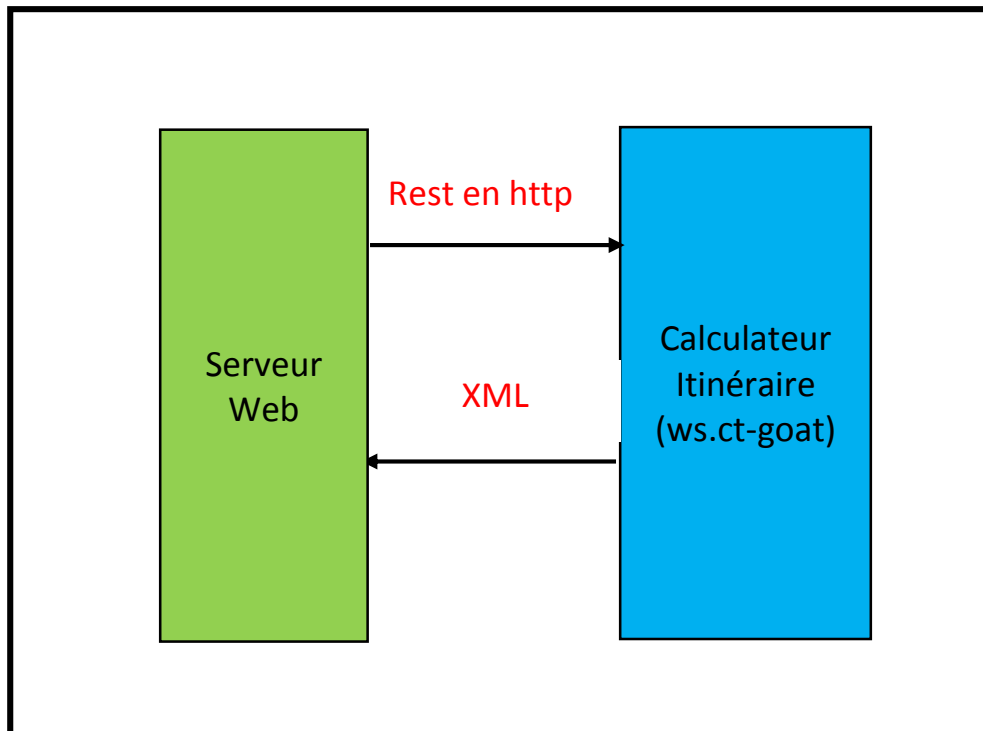 Rest en http
Serveur
Web
XML
Calculateur
Itinéraire
(ws.ct-goat)